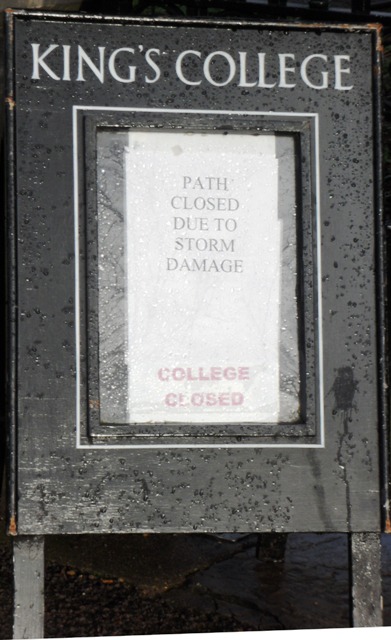 KING'S COLLEGE
PATH
CLOSED
DUE TO
STORM
DAMAGE
COLLEGE
CLOSED